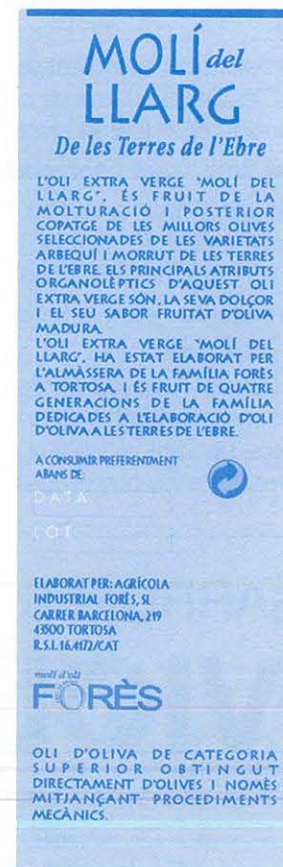 MOLÍ del
LLARG
De les Terres de l'Ebre
L'OLI EXTRA VERGE "MOLÍ DEL
LLARG", ÉS FRUIT DE LA
MOLTURACIÓ I POSTERIOR
COPATGE DE LES MILLORS OLIVES
SELECCIONADES DE LES VARIETATS
ARBEQUÍ I MORRUT DE LES TERRES
DE L'EBRE. ELS PRINCIPALS ATRIBUTS
ORGANOLÈPTICS D'AQUEST OLI
EXTRA VERGE SÓN, LA SEVA DOLÇOR
I EL SEU SABOR FRUITAT D'OLIVA
MADURA.
L'OLI EXTRA VERGE "MOLÍ DEL
LLARG", HA ESTAT ELABORAT PER
L'ALMÀSSERA DE LA FAMÍLIA FORÈS
A TORTOSA, I ÉS FRUIT DE QUATRE
GENERACIONS DE LA FAMÍLIA
DEDICADES A L'ELABORACIÓ D'OLI
D'OLIVA A LES TERRES DE L'EBRE.
A CONSUMIR PREFERENTMENT
ABANS DE:
DATA
LOT
ELABORAT PER: AGRÍCOLA
INDUSTRIAL FORÈS, SL
CARRER BARCELONA, 219
43500 TORTOSA
R.S.I. 16.4172/CAT
molí d'oli
FORÈS
OLI D'OLIVA DE CATEGORIA
SUPERIOR OBTINGUT
DIRECTAMENT D'OLIVES I NOMÈS
MITJANÇANT PROCEDIMENTS
MECÀNICS.